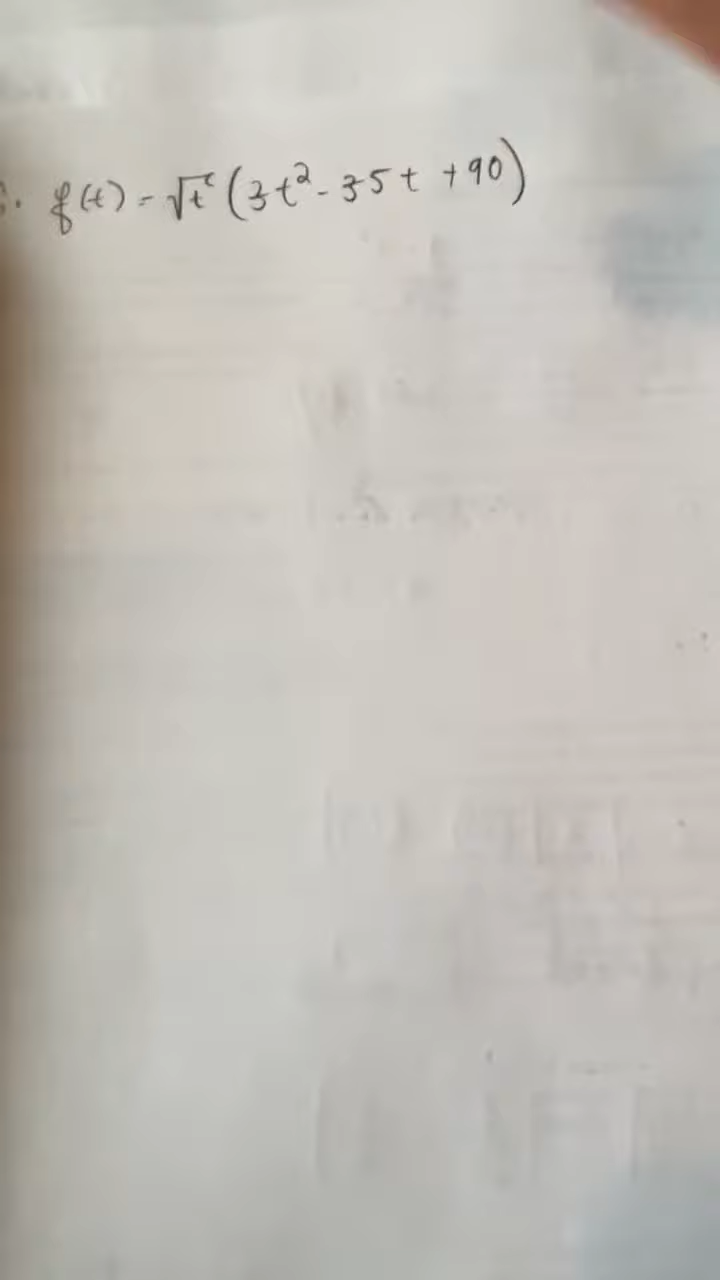 f(t) = √t (3t² - 35t + 90)